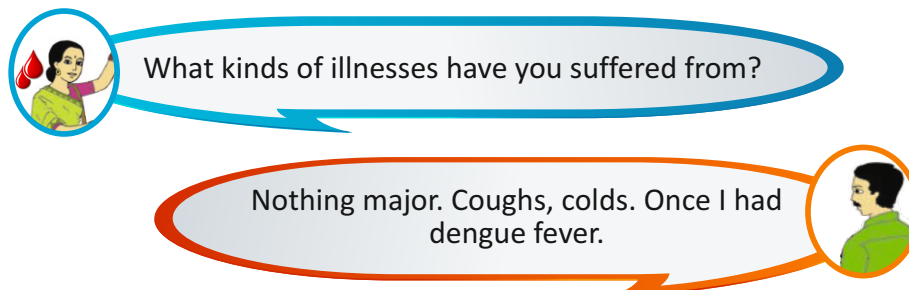 What kinds of illnesses have you suffered from?
Nothing major. Coughs, colds. Once I had
dengue fever.